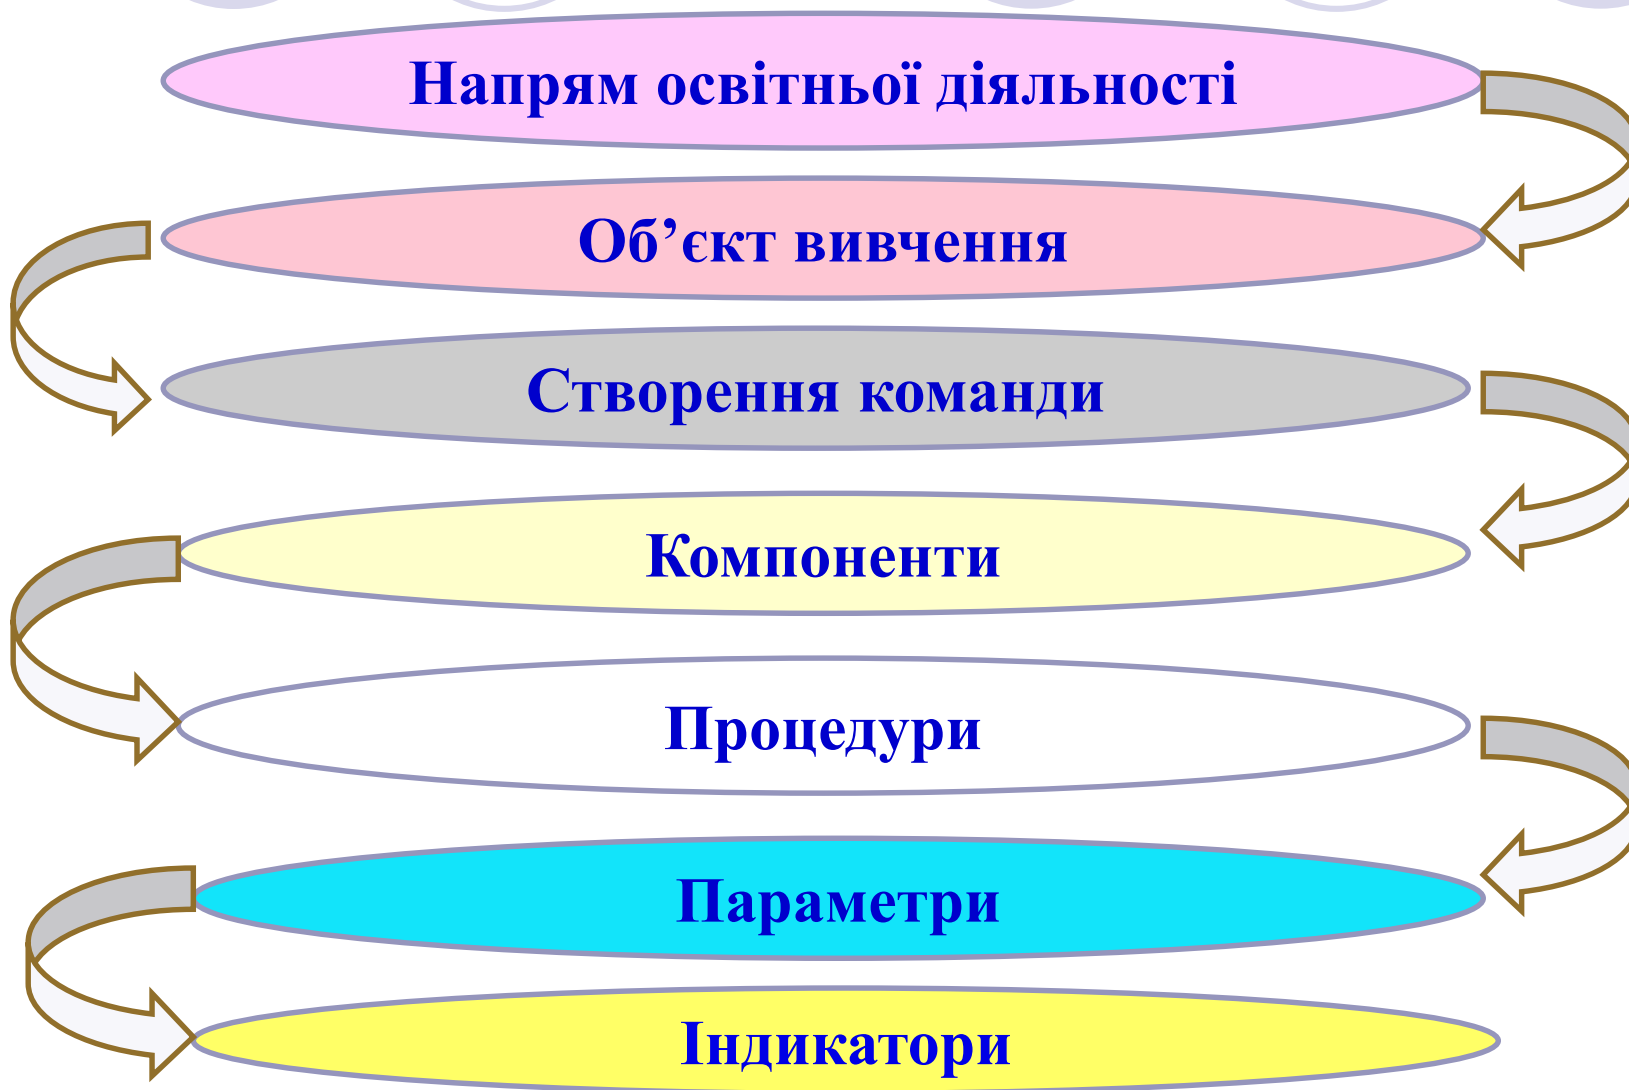 Напрям освітньої діяльності
Об’єкт вивчення
Створення команди
Компоненти
Процедури
Параметри
Індикатори